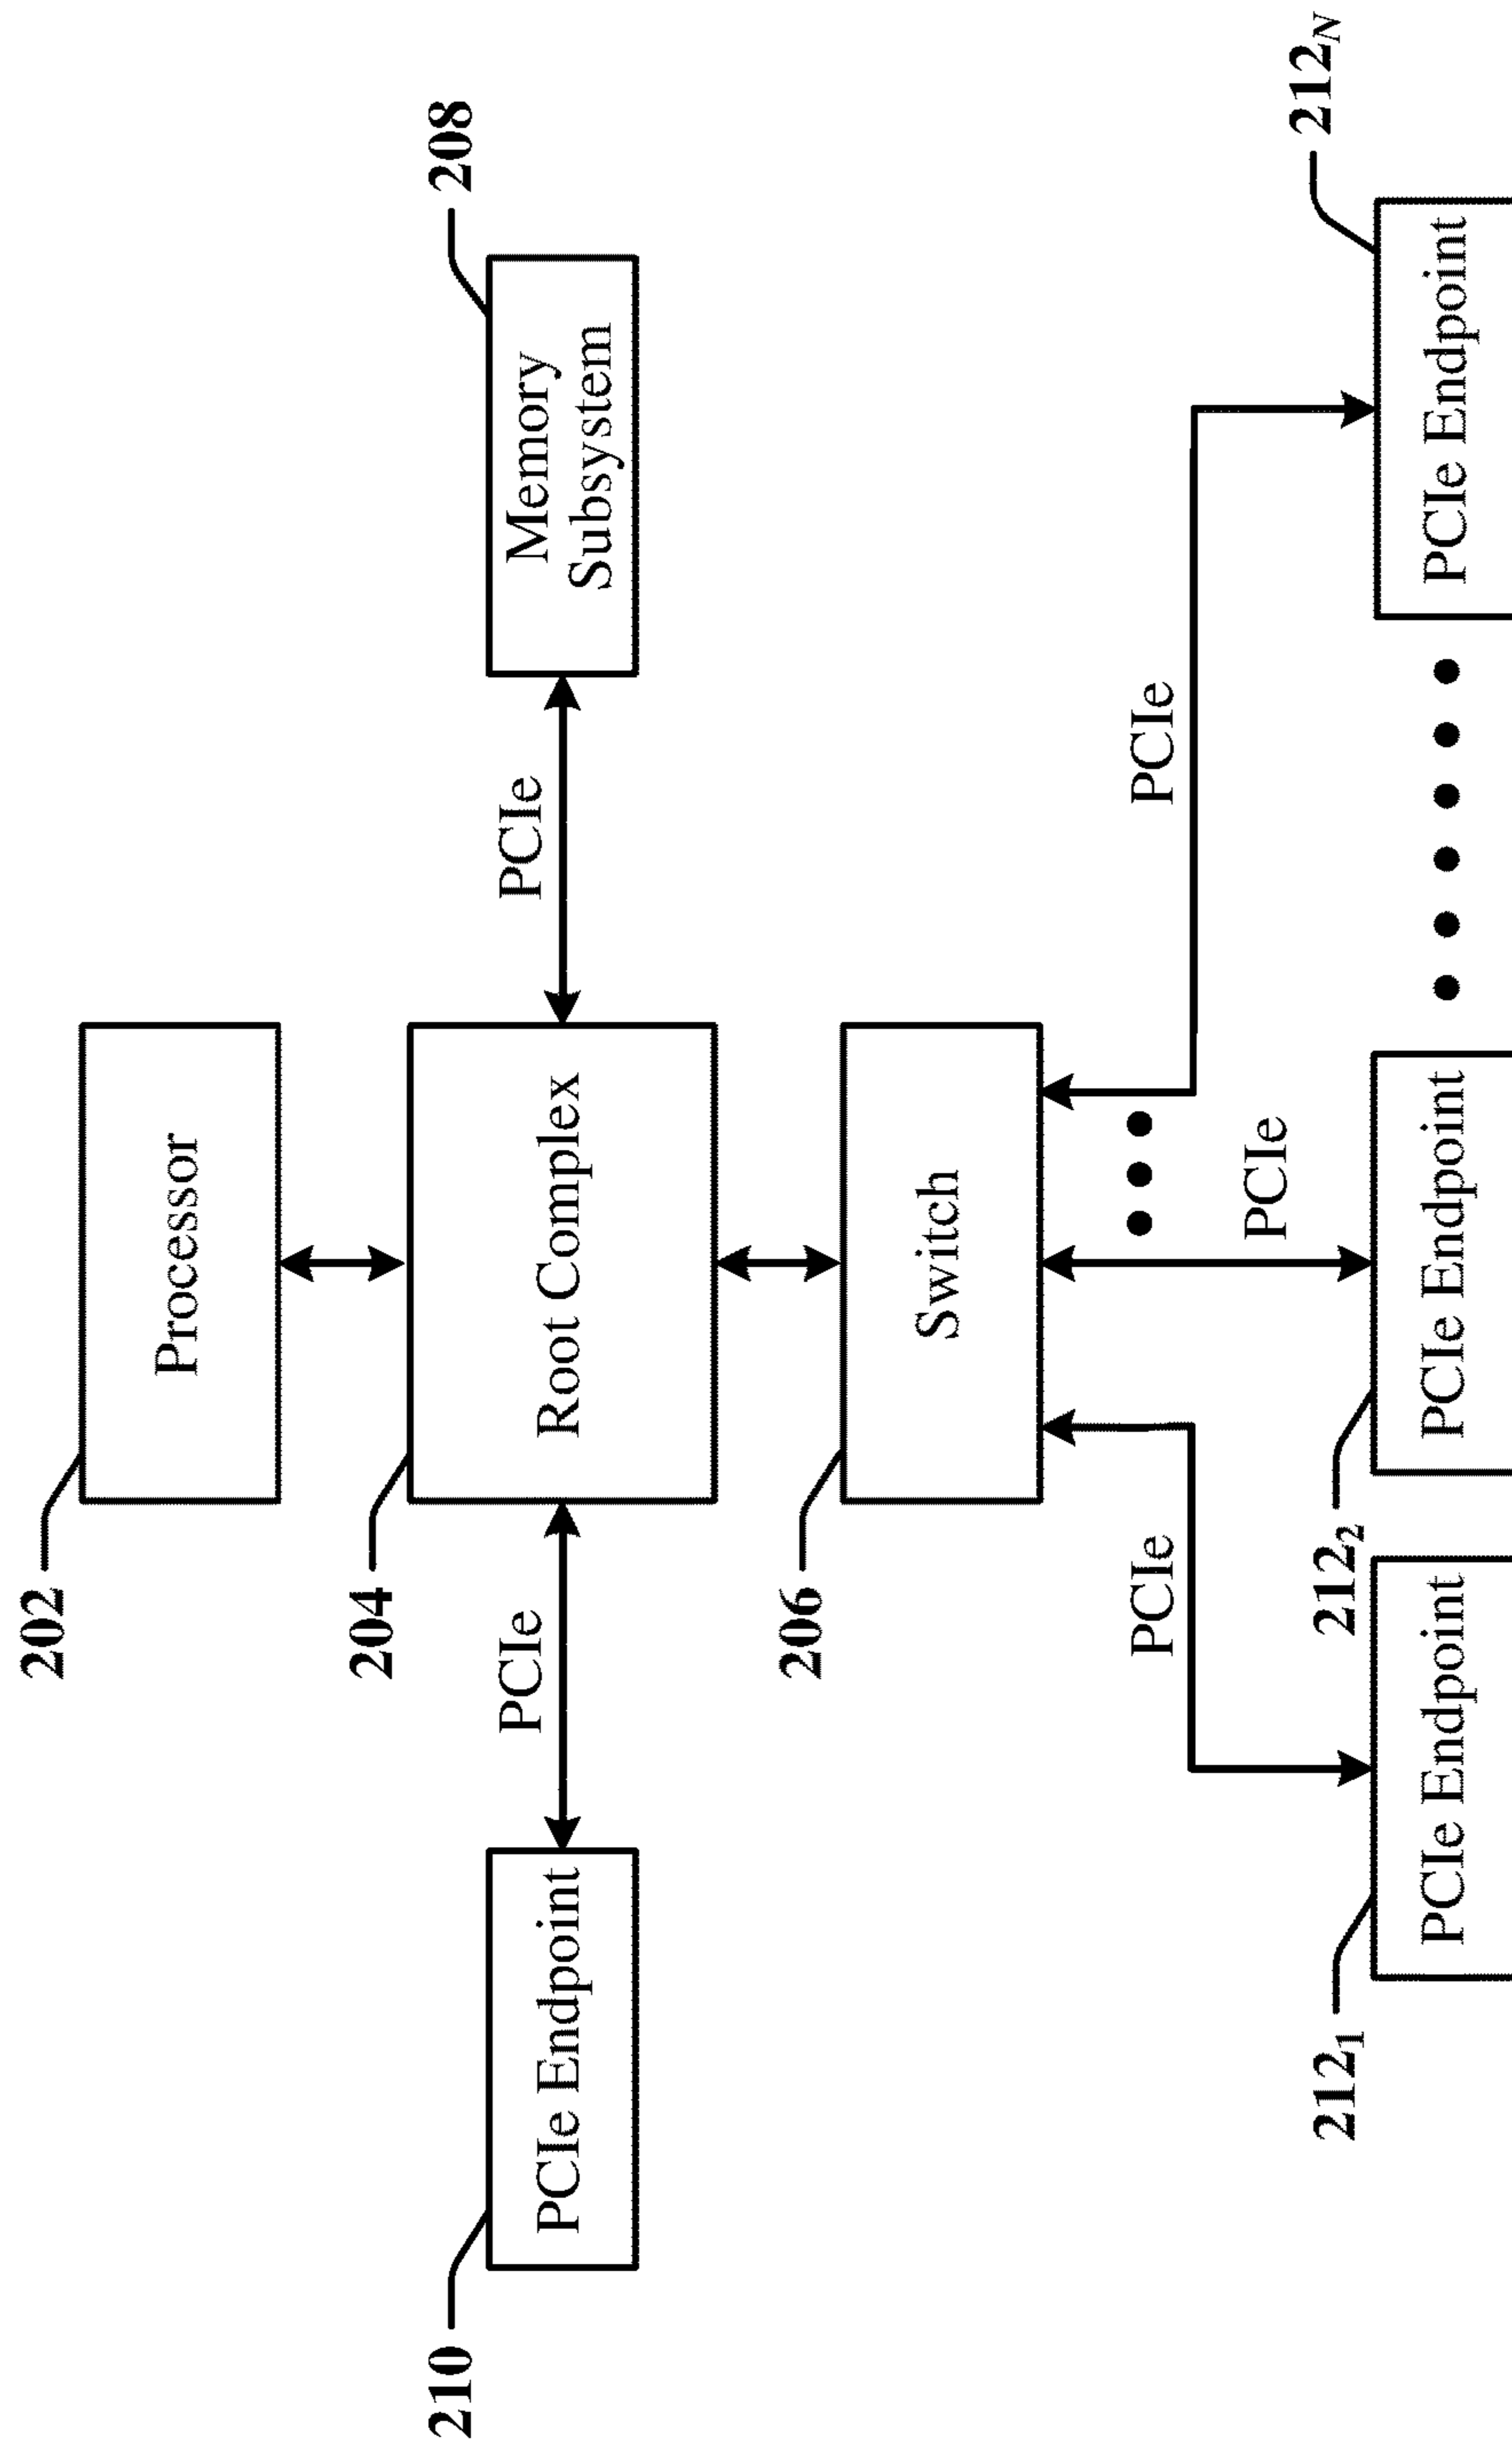 202
Processor
204
208
210
PCIe Endpoint
PCIe
Root Complex
PCIe
Memory
Subsystem
206
Switch
PCIe
PCIe
PCIe
212₁
212₂
212_N
PCIe Endpoint
PCIe Endpoint
PCIe Endpoint